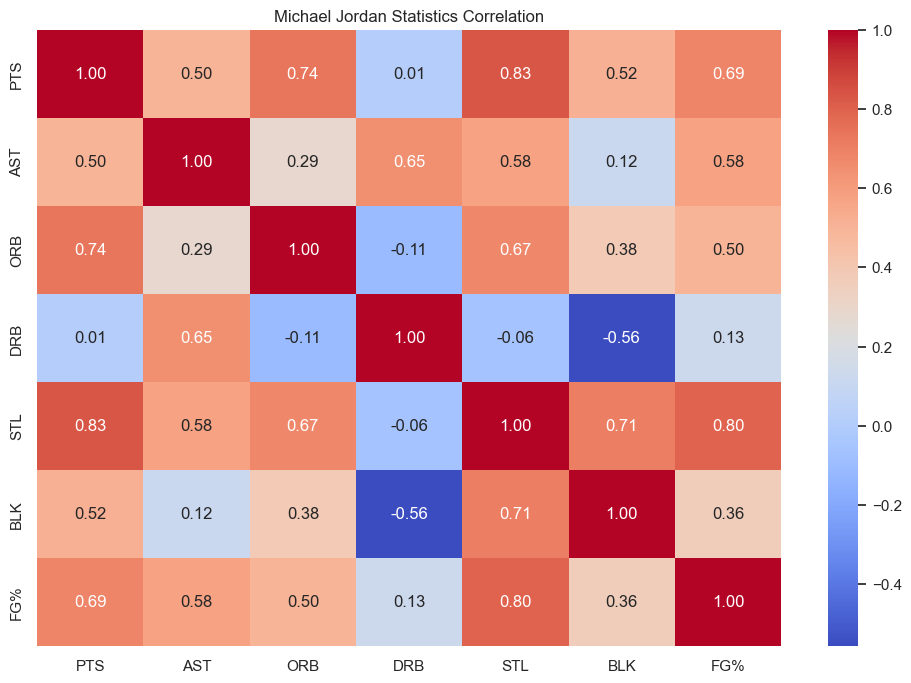 Michael Jordan Statistics Correlation
PTS 1.00 0.50 0.74 0.01 0.83 0.52 0.69
AST 0.50 1.00 0.29 0.65 0.58 0.12 0.58
ORB 0.74 0.29 1.00 -0.11 0.67 0.38 0.50
DRB 0.01 0.65 -0.11 1.00 -0.06 -0.56 0.13
STL 0.83 0.58 0.67 -0.06 1.00 0.71 0.80
BLK 0.52 0.12 0.38 -0.56 0.71 1.00 0.36
FG% 0.69 0.58 0.50 0.13 0.80 0.36 1.00
PTS AST ORB DRB STL BLK FG%
1.0
0.8
0.6
0.4
0.2
0.0
−0.2
−0.4